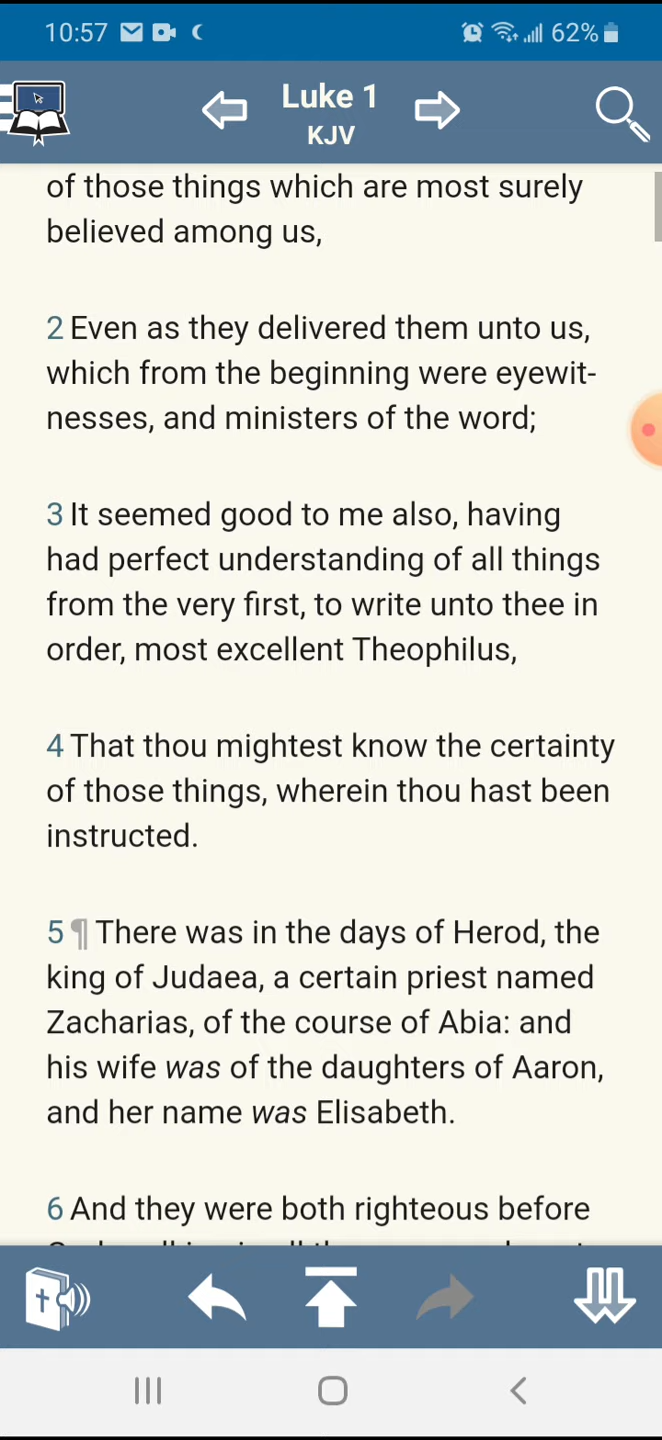 10:57
62%
Luke 1
KJV
of those things which are most surely
believed among us,
2 Even as they delivered them unto us,
which from the beginning were eyewit-
nesses, and ministers of the word;
3 It seemed good to me also, having
had perfect understanding of all things
from the very first, to write unto thee in
order, most excellent Theophilus,
4 That thou mightest know the certainty
of those things, wherein thou hast been
instructed.
5 ¶ There was in the days of Herod, the
king of Judaea, a certain priest named
Zacharias, of the course of Abia: and
his wife was of the daughters of Aaron,
and her name was Elisabeth.
6 And they were both righteous before